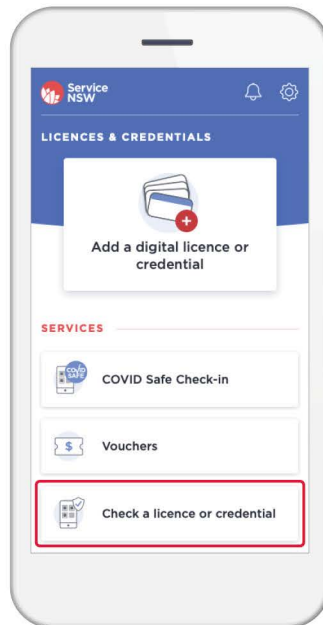 Service
NSW
LICENCES & CREDENTIALS
Add a digital licence or
credential
SERVICES
COVID
SAFE
COVID Safe Check-in
$
Vouchers
Check a licence or credential